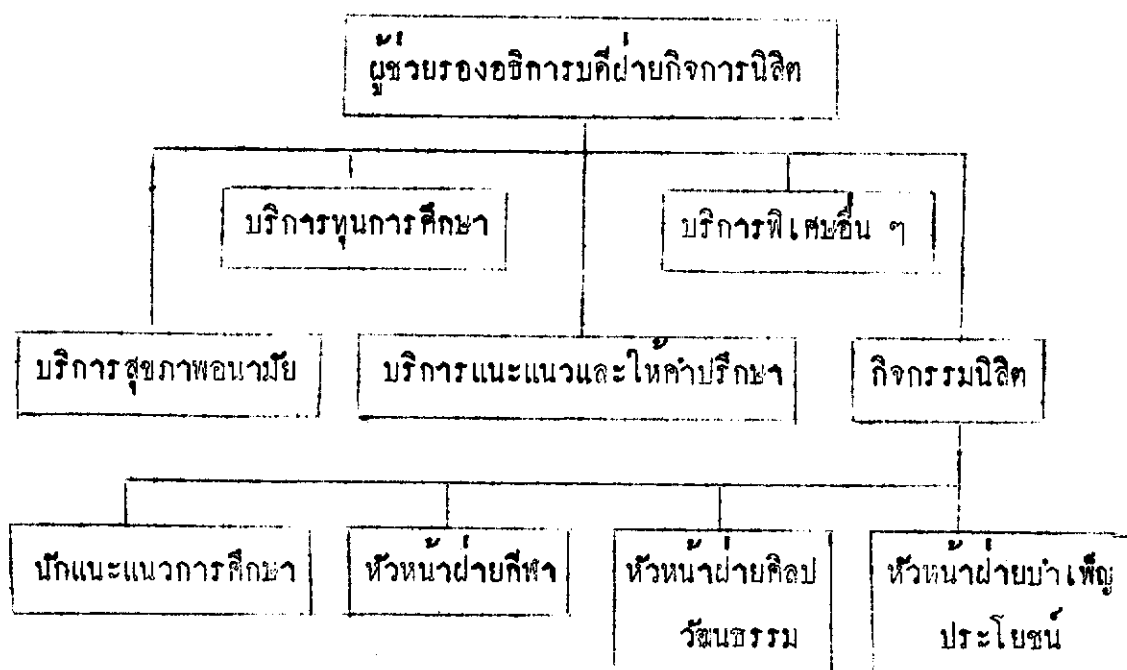 ผู้ช่วยรองอธิการบดีฝ่ายกิจการนิสิต
บริการทุนการศึกษา
บริการพิเศษอื่น ๆ
บริการสุขภาพอนามัย
บริการแนะแนวและให้คำปรึกษา
กิจกรรมนิสิต
นักแนะแนวการศึกษา
หัวหน้าฝ่ายกีฬา
หัวหน้าฝ่ายศิลป
วัฒนธรรม
หัวหน้าฝ่ายบำเพ็ญ
ประโยชน์